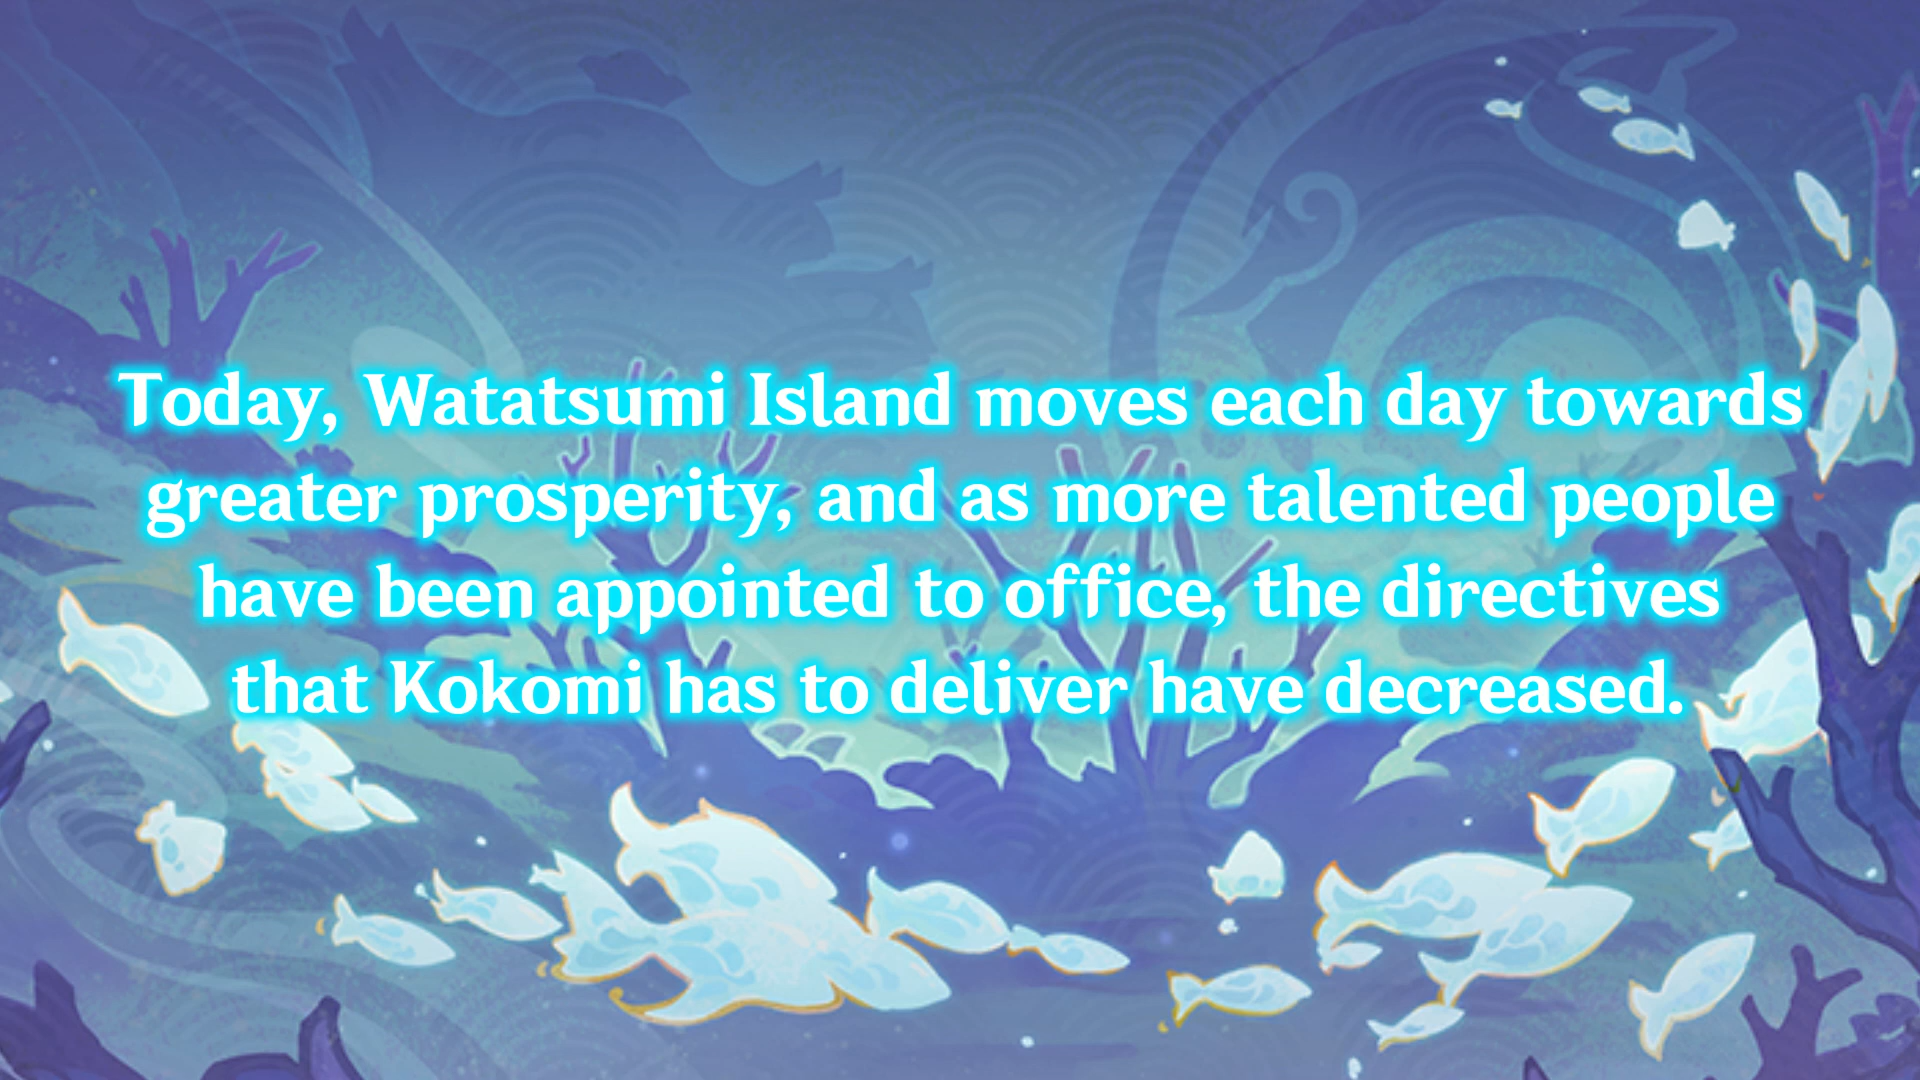 Today, Watatsumi Island moves each day towards
greater prosperity, and as more talented people
have been appointed to office, the directives
that Kokomi has to deliver have decreased.